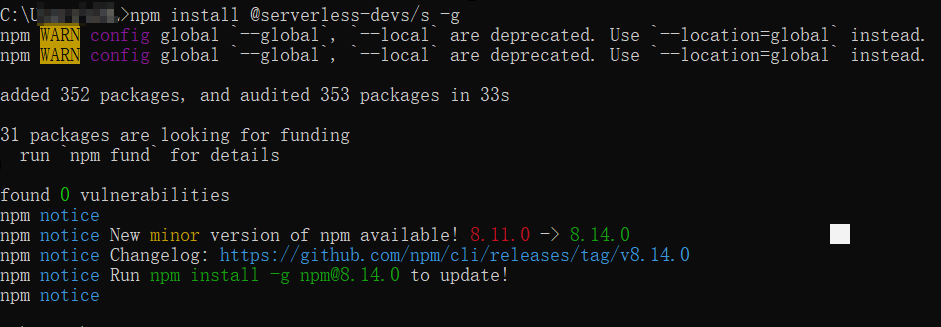 C:\U >npm install @serverless-devs/s -g
npm WARN config global `--global`, `--local` are deprecated. Use `--location=global` instead.
npm WARN config global `--global`, `--local` are deprecated. Use `--location=global` instead.
added 352 packages, and audited 353 packages in 33s
31 packages are looking for funding
run `npm fund` for details
found 0 vulnerabilities
npm notice
npm notice New minor version of npm available! 8.11.0 -> 8.14.0
npm notice Changelog: https://github.com/npm/cli/releases/tag/v8.14.0
npm notice Run npm install -g npm@8.14.0 to update!
npm notice